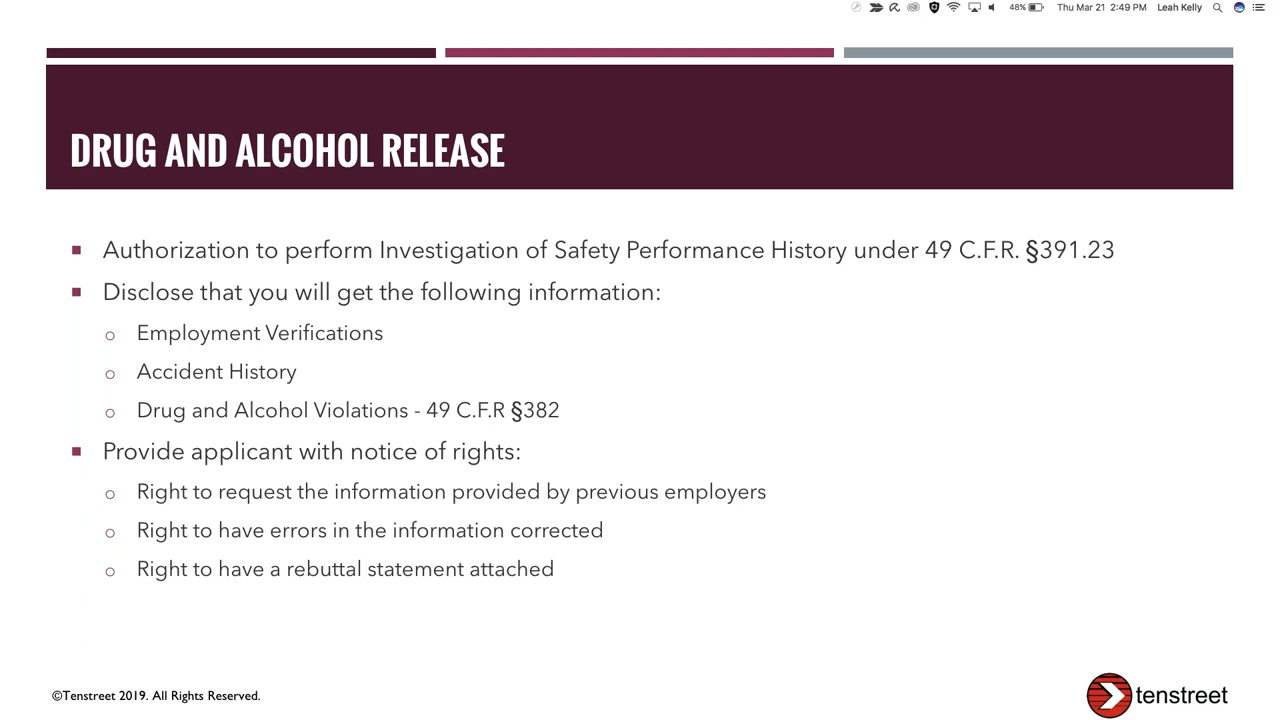 48% Thu Mar 21 2:49 PM Leah Kelly
DRUG AND ALCOHOL RELEASE
Authorization to perform Investigation of Safety Performance History under 49 C.F.R. §391.23
Disclose that you will get the following information:
Employment Verifications
Accident History
Drug and Alcohol Violations - 49 C.F.R §382
Provide applicant with notice of rights:
Right to request the information provided by previous employers
Right to have errors in the information corrected
Right to have a rebuttal statement attached
©Tenstreet 2019. All Rights Reserved.
tenstreet